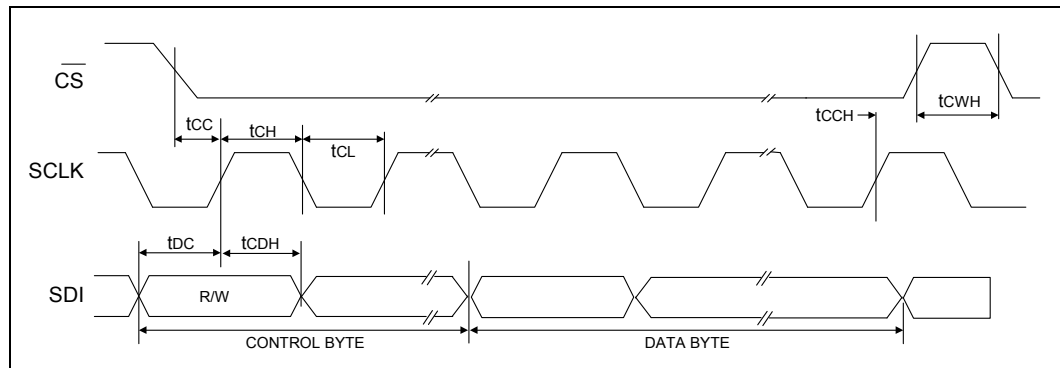 CS
tCC
tCH
tCL
tCCH
tCWH
SCLK
tDC
tCDH
SDI
R/W
CONTROL BYTE
DATA BYTE